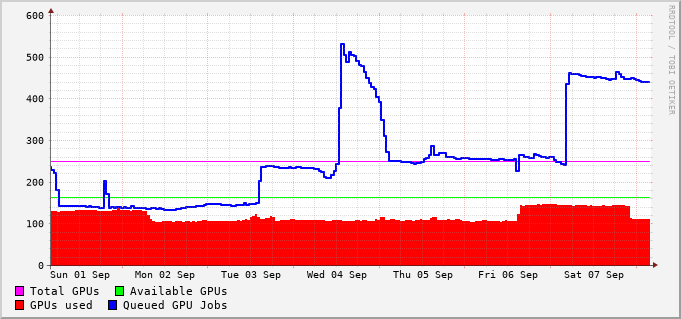 600
500
400
300
200
100
0
Sun 01 Sep Mon 02 Sep Tue 03 Sep Wed 04 Sep Thu 05 Sep Fri 06 Sep Sat 07 Sep
Total GPUs Available GPUs
GPUs used Queued GPU Jobs
RRDTOOL / TOBI OETIKER